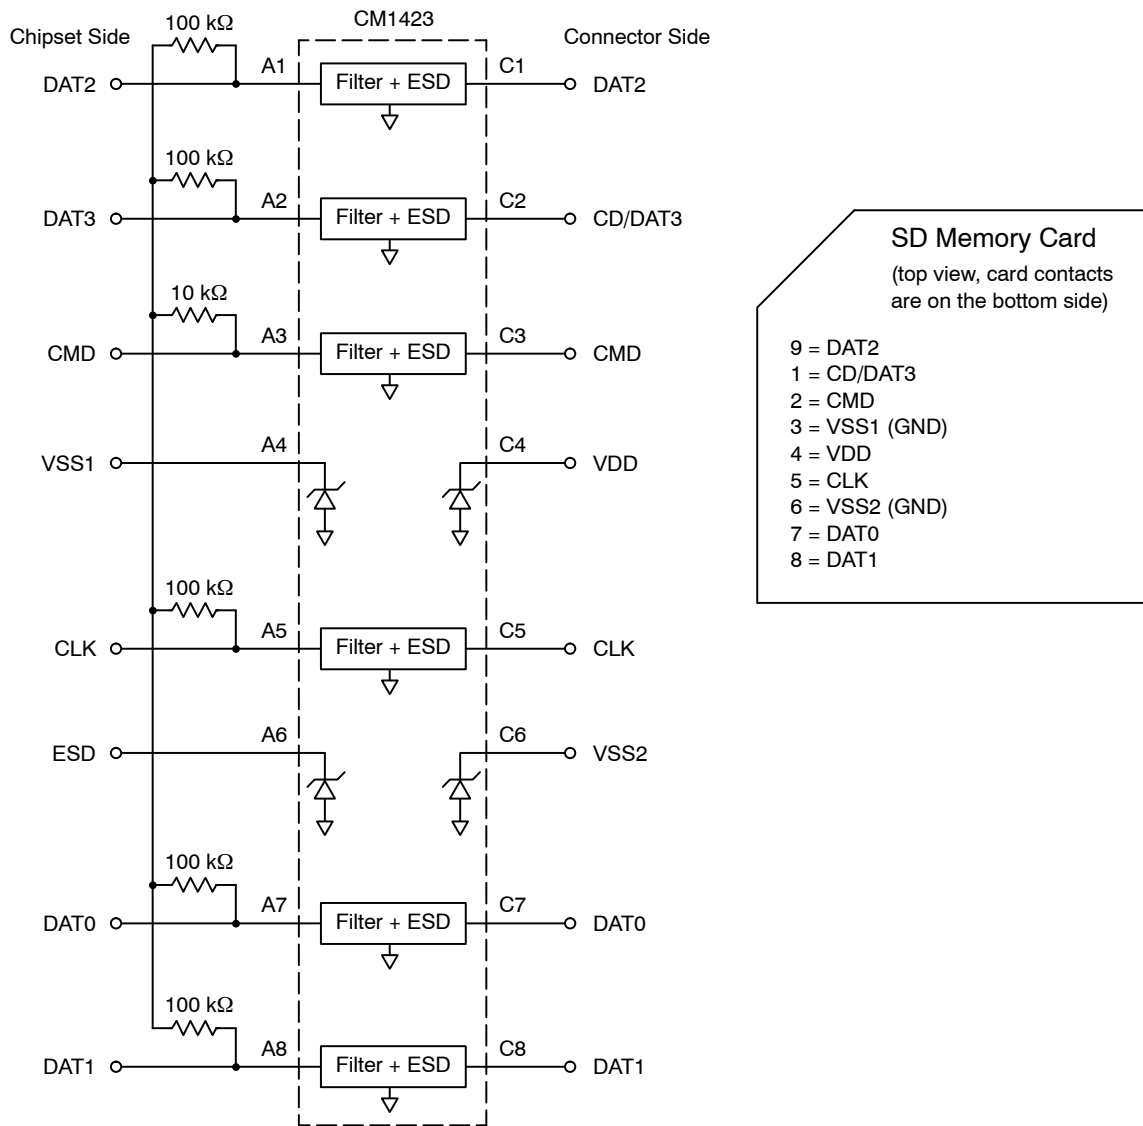 Chipset Side
CM1423
Connector Side
100 kΩ
DAT2
A1
Filter + ESD
C1
DAT2
100 kΩ
DAT3
A2
Filter + ESD
C2
CD/DAT3
10 kΩ
CMD
A3
Filter + ESD
C3
CMD
VSS1
A4
C4
VDD
100 kΩ
CLK
A5
Filter + ESD
C5
CLK
ESD
A6
C6
VSS2
100 kΩ
DAT0
A7
Filter + ESD
C7
DAT0
100 kΩ
DAT1
A8
Filter + ESD
C8
DAT1
SD Memory Card
(top view, card contacts
are on the bottom side)
9 = DAT2
1 = CD/DAT3
2 = CMD
3 = VSS1 (GND)
4 = VDD
5 = CLK
6 = VSS2 (GND)
7 = DAT0
8 = DAT1